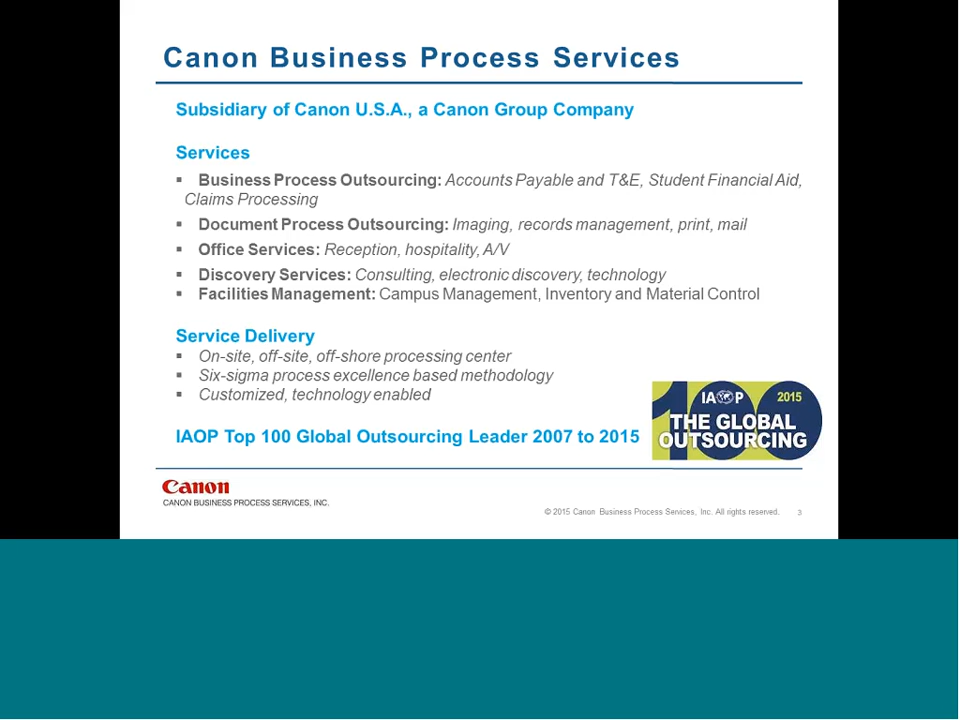 Canon Business Process Services
Subsidiary of Canon U.S.A., a Canon Group Company
Services
▪ Business Process Outsourcing: Accounts Payable and T&E, Student Financial Aid,
Claims Processing
▪ Document Process Outsourcing: Imaging, records management, print, mail
▪ Office Services: Reception, hospitality, A/V
▪ Discovery Services: Consulting, electronic discovery, technology
▪ Facilities Management: Campus Management, Inventory and Material Control
Service Delivery
▪ On-site, off-site, off-shore processing center
▪ Six-sigma process excellence based methodology
▪ Customized, technology enabled
IAOP Top 100 Global Outsourcing Leader 2007 to 2015
100
IAOP 2015
THE GLOBAL
OUTSOURCING
Canon
CANON BUSINESS PROCESS SERVICES, INC.
© 2015 Canon Business Process Services, Inc. All rights reserved. 3